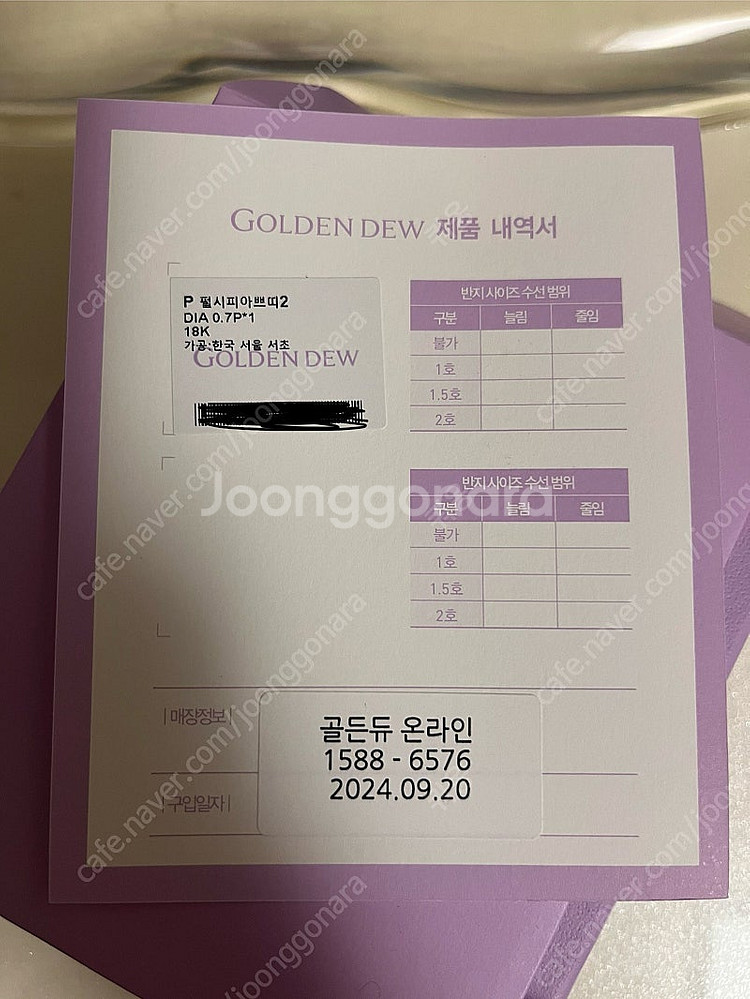 GOLDEN DEW 제품 내역서
P 펄시피아쁘띠2
DIA 0.7P*1
18K
가공:한국 서울 서초
GOLDEN DEW
반지 사이즈 수선 범위
구분 늘림 줄임
불가
1호
1.5호
2호
반지 사이즈 수선 범위
구분 늘림 줄임
불가
1호
1.5호
2호
Joonggonara
| 매장정보 |
골든듀 온라인
1588 - 6576
2024.09.20
| 구입일자 |
cafe.naver.com/joonggonara